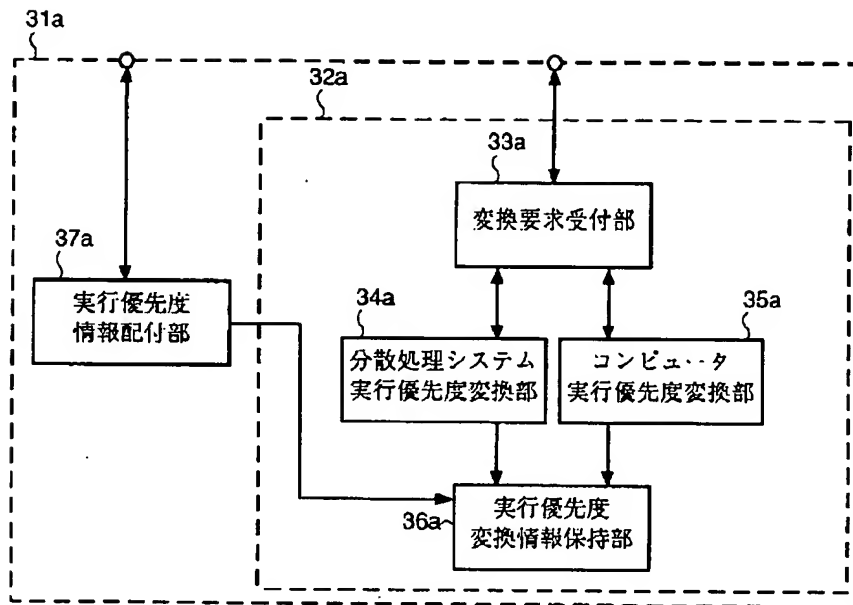 31a
32a
33a
変換要求受付部
37a
実行優先度
情報配付部
34a
分散処理システム
実行優先度変換部
35a
コンピュータ
実行優先度変換部
36a
実行優先度
変換情報保持部